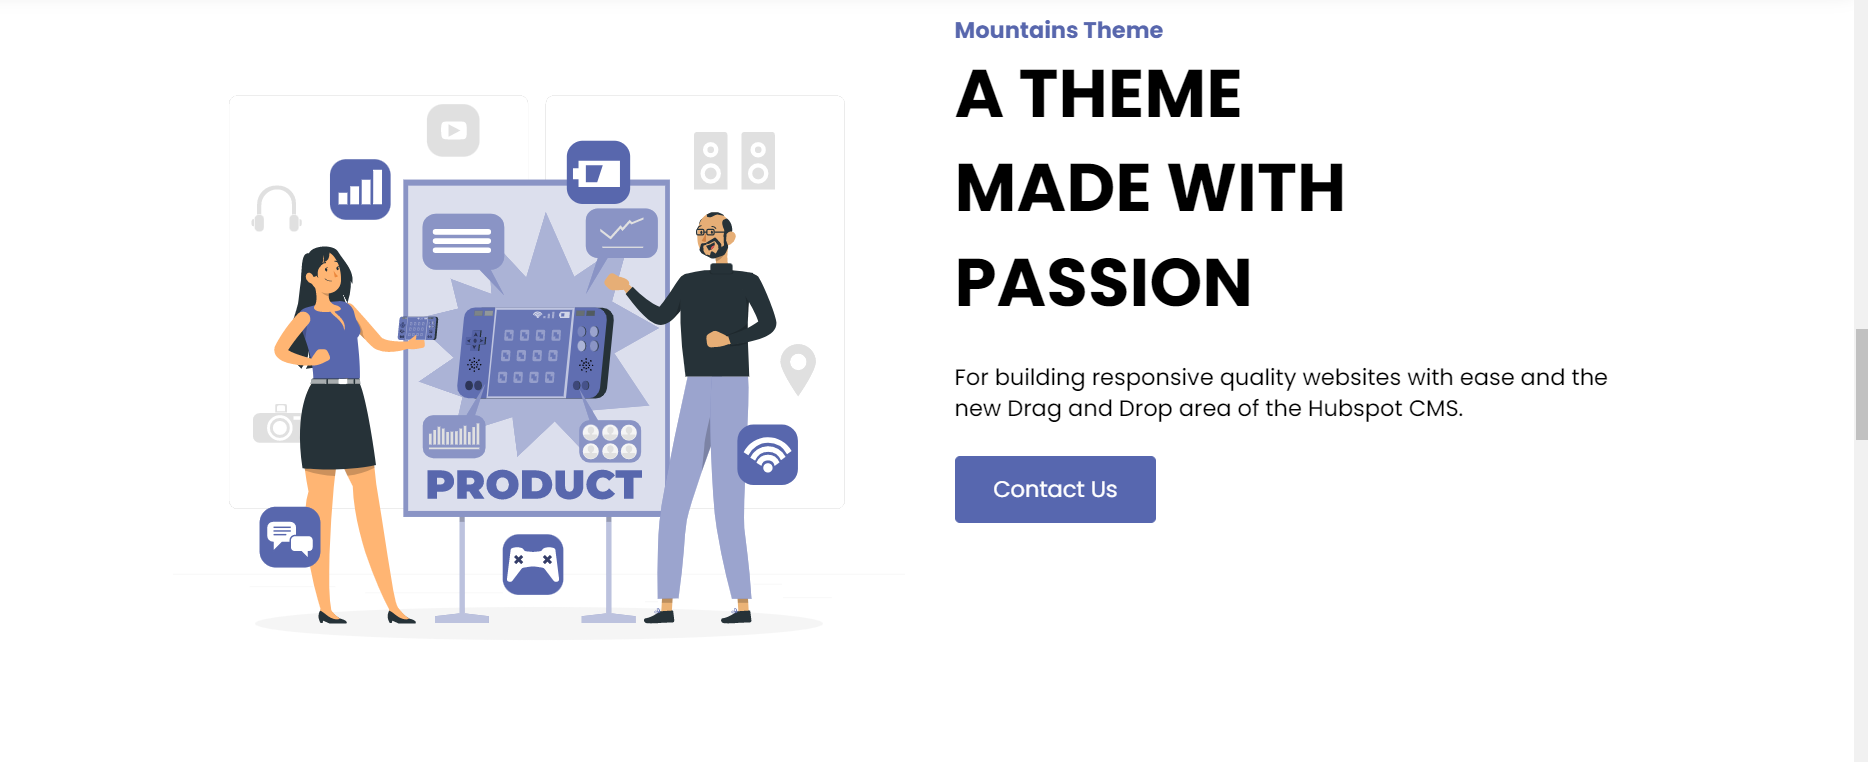 Mountains Theme
A THEME
MADE WITH
PASSION
For building responsive quality websites with ease and the
new Drag and Drop area of the Hubspot CMS.
Contact Us
PRODUCT